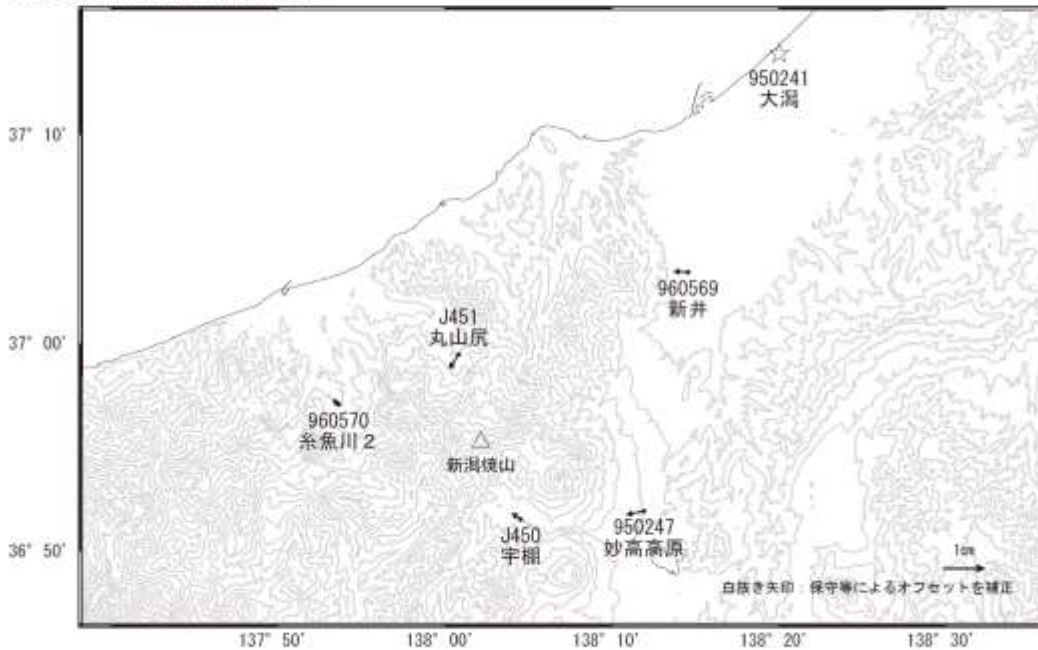 950241
大潟
37° 10′
960569
新井
J451
丸山尻
37° 00′
960570
糸魚川2
新潟焼山
J450
宇棚
950247
妙高高原
36° 50′
1cm
白抜き矢印:保守等によるオフセットを補正
137° 50′
138° 00′
138° 10′
138° 20′
138° 30′